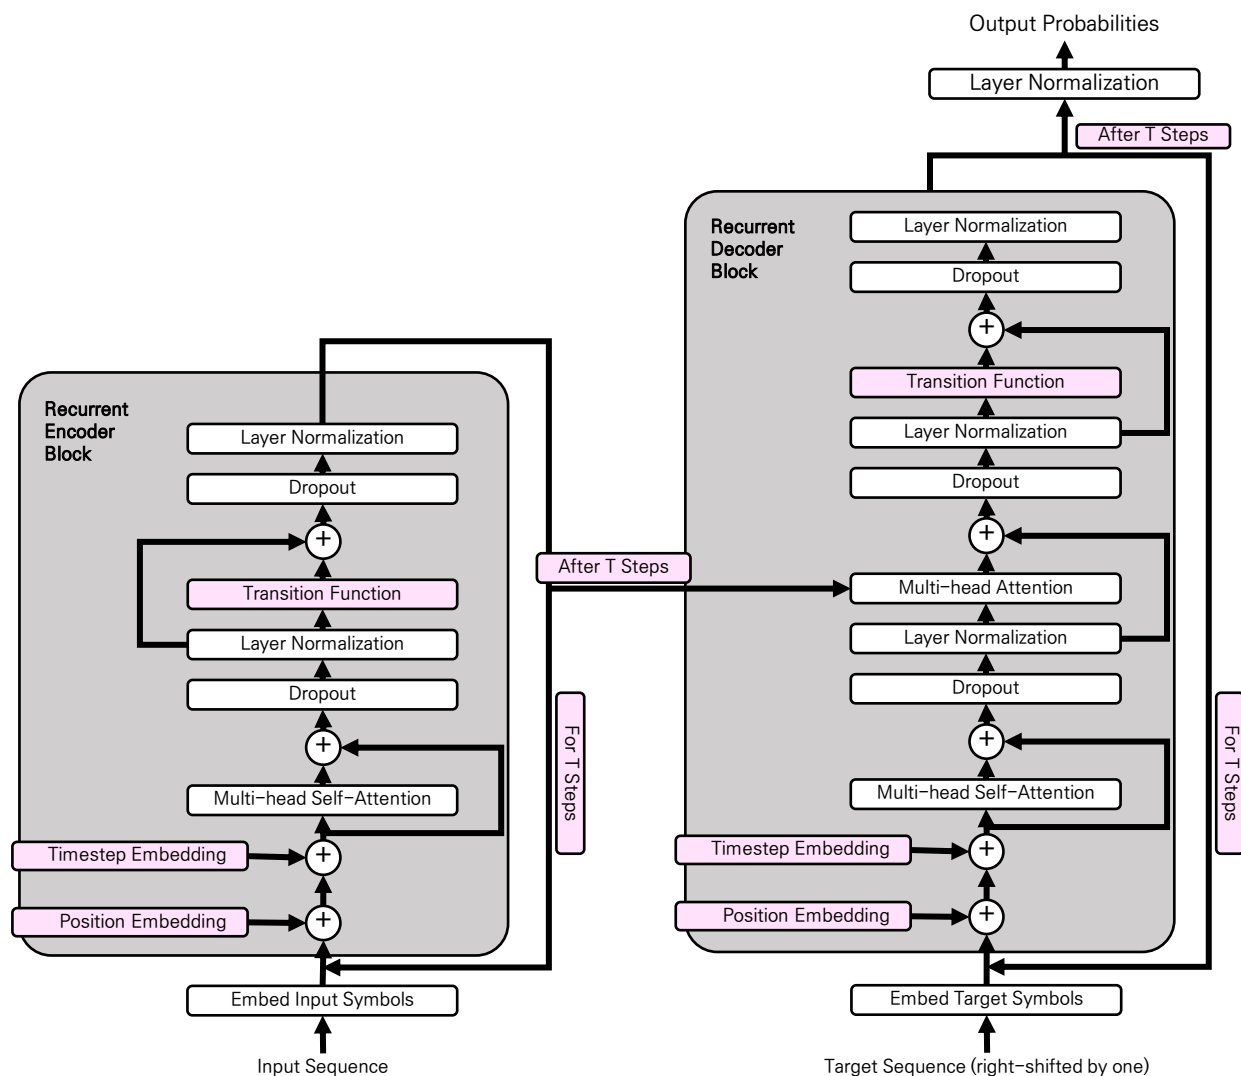 Output Probabilities
Layer Normalization
After T Steps
Recurrent
Decoder
Block
Layer Normalization
Dropout
+
Transition Function
Layer Normalization
Dropout
+
Multi-head Attention
Layer Normalization
Dropout
+
Multi-head Self-Attention
Timestep Embedding
+
Position Embedding
+
For T Steps
Embed Target Symbols
Target Sequence (right-shifted by one)
After T Steps
Recurrent
Encoder
Block
Layer Normalization
Dropout
+
Transition Function
Layer Normalization
Dropout
+
Multi-head Self-Attention
Timestep Embedding
+
Position Embedding
+
For T Steps
Embed Input Symbols
Input Sequence